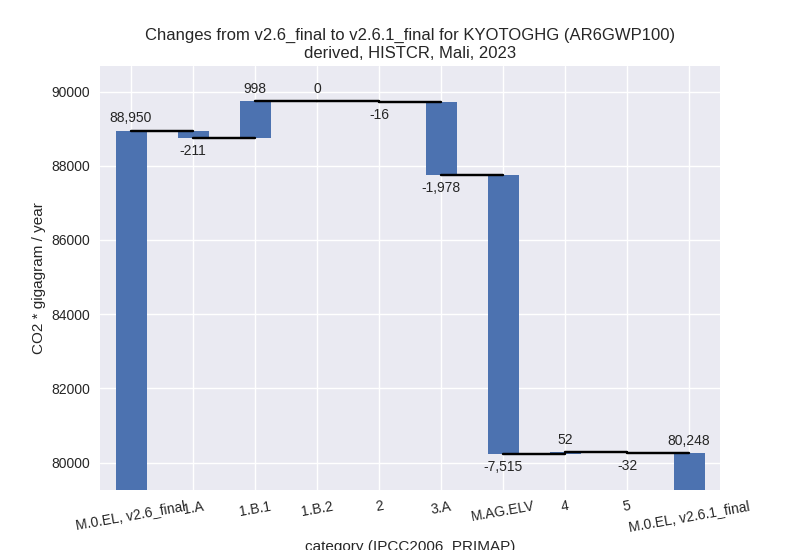 Changes from v2.6_final to v2.6.1_final for KYOTOGHG (AR6GWP100)
derived, HISTCR, Mali, 2023
CO2 * gigagram / year
90000
88000
86000
84000
82000
80000
88,950
-211
998
0
-16
-1,978
-7,515
52
-32
80,248
M.0.EL, v2.6_final
1.A
1.B.1
1.B.2
2
3.A
M.AG.ELV
4
5
M.0.EL, v2.6.1_final
category (IPCC2006_PRIMAP)